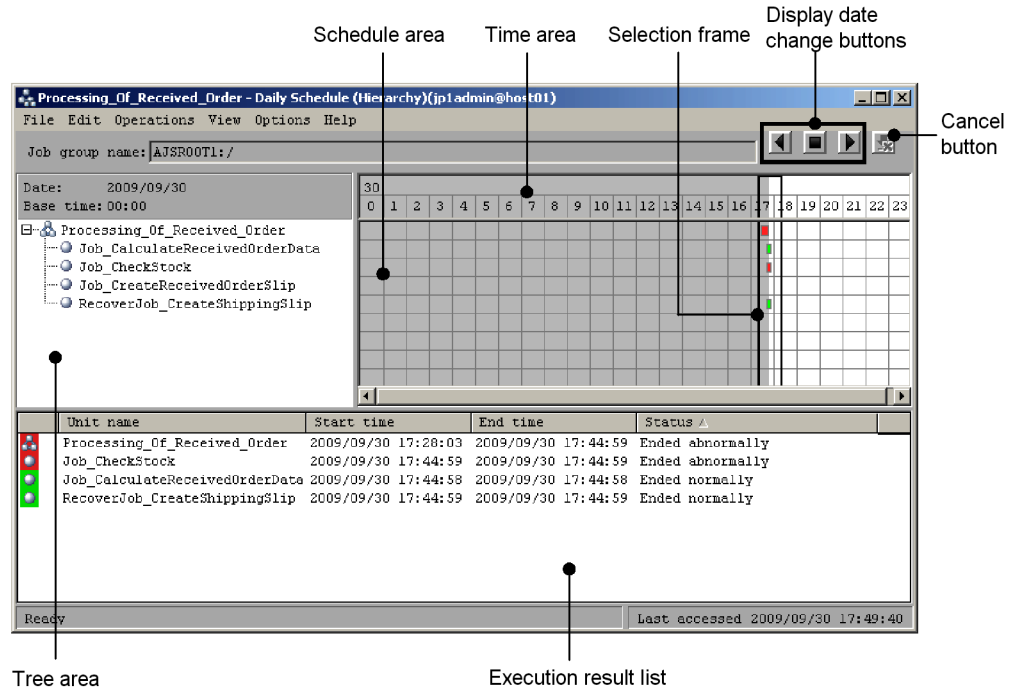 Display date
change buttons
Schedule area
Time area
Selection frame
Cancel
button
Processing_Of_Received_Order - Daily Schedule (Hierarchy)(jp1admin@host01)
File Edit Operations View Options Help
Job group name: AJSROOT1:/
Date: 2009/09/30
Base time: 00:00
30
0 1 2 3 4 5 6 7 8 9 10 11 12 13 14 15 16 17 18 19 20 21 22 23
Processing_Of_Received_Order
Job_CalculateReceivedOrderData
Job_CheckStock
Job_CreateReceivedOrderSlip
RecoverJob_CreateShippingSlip
Unit name Start time End time Status
Processing_Of_Received_Order 2009/09/30 17:28:03 2009/09/30 17:44:59 Ended abnormally
Job_CheckStock 2009/09/30 17:44:59 2009/09/30 17:44:59 Ended abnormally
Job_CalculateReceivedOrderData 2009/09/30 17:44:58 2009/09/30 17:44:58 Ended normally
RecoverJob_CreateShippingSlip 2009/09/30 17:44:59 2009/09/30 17:44:59 Ended normally
Ready
Last accessed 2009/09/30 17:49:40
Tree area
Execution result list